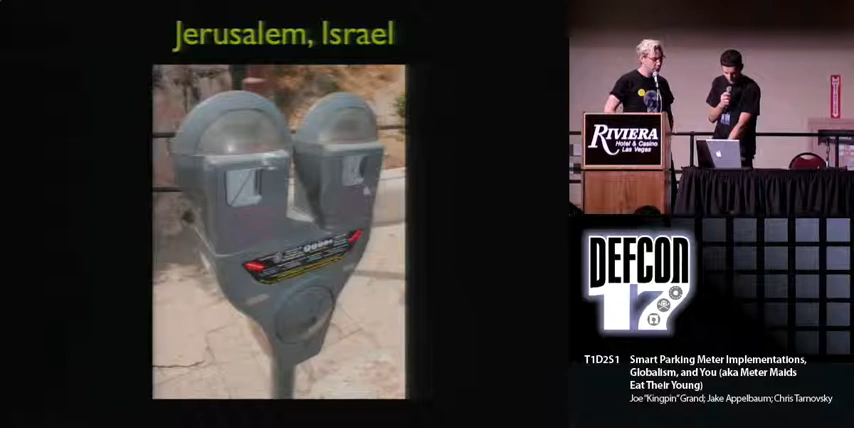 Jerusalem, Israel
RIVIERA
Hotel & Casino
Las Vegas
DEFCON
17
T1D2S1 Smart Parking Meter Implementations,
Globalism, and You (aka Meter Maids
Eat Their Young)
Joe "Kingpin" Grand; Jake Appelbaum; Chris Tarnovsky